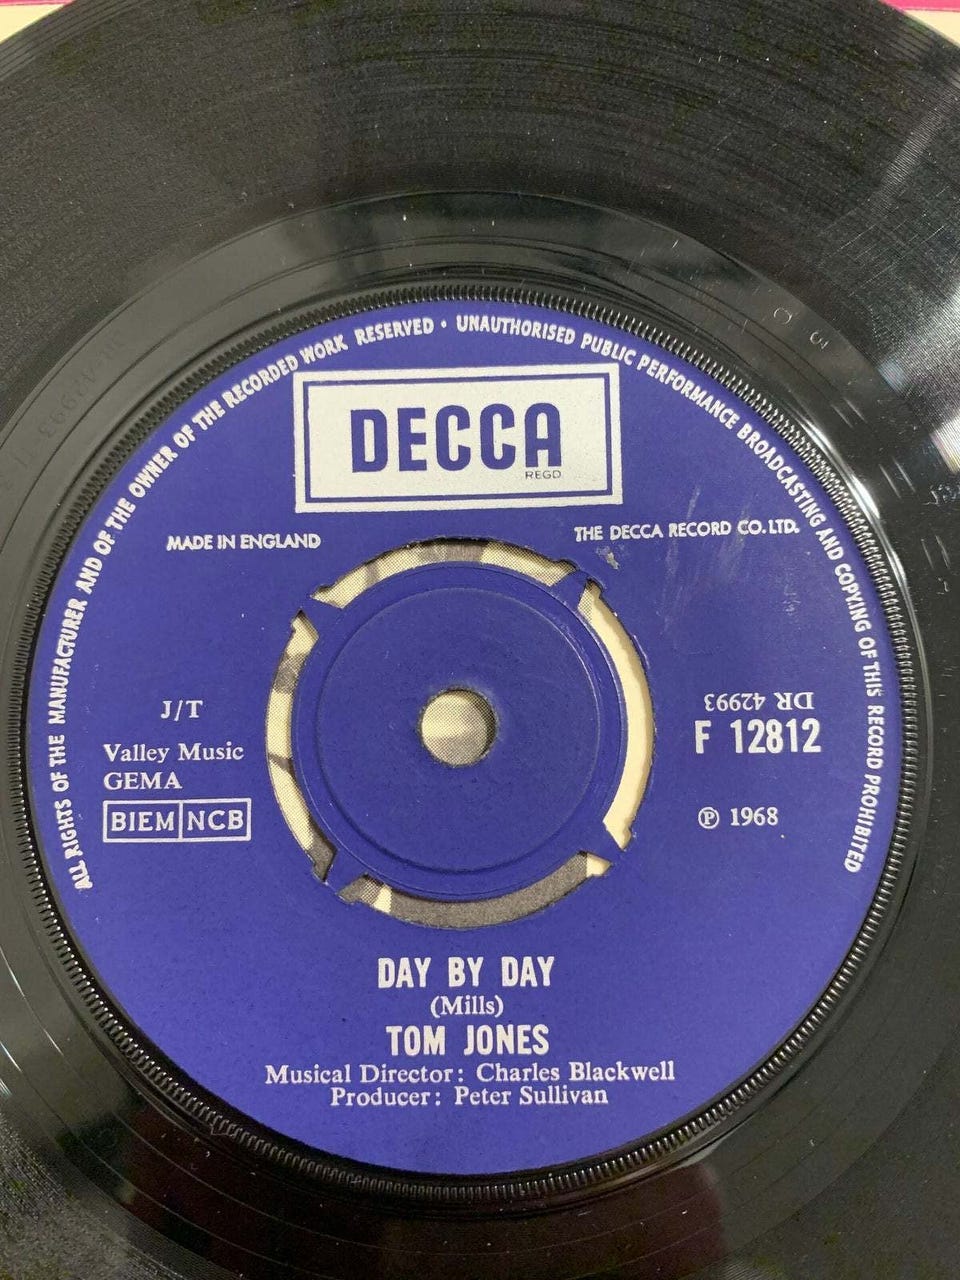 ALL RIGHTS OF THE MANUFACTURER AND OF THE OWNER OF THE RECORDED WORK RESERVED • UNAUTHORISED PUBLIC PERFORMANCE BROADCASTING AND COPYING OF THIS RECORD PROHIBITED
DECCA
REGD
MADE IN ENGLAND
THE DECCA RECORD CO. LTD.
J/T
Valley Music
GEMA
BIEM NCB
DR 42993
F 12812
℗ 1968
DAY BY DAY
(Mills)
TOM JONES
Musical Director: Charles Blackwell
Producer: Peter Sullivan